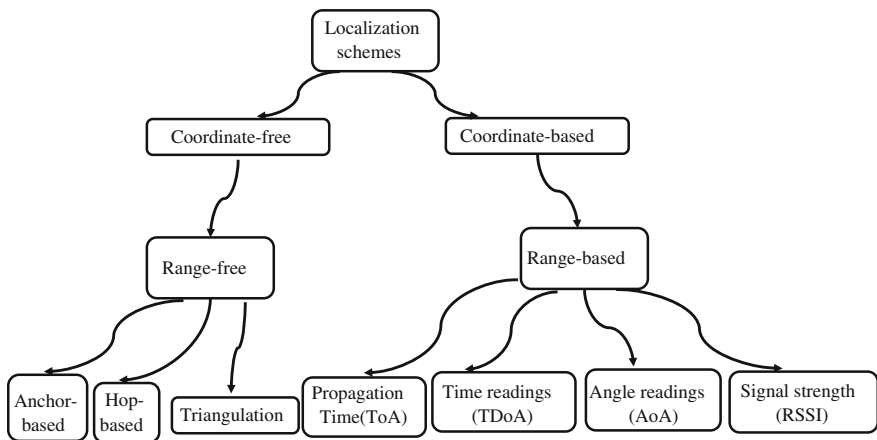 Localization
schemes
Coordinate-free
Coordinate-based
Range-free
Range-based
Anchor-
based
Hop-
based
Triangulation
Propagation
Time(ToA)
Time readings
(TDoA)
Angle readings
(AoA)
Signal strength
(RSSI)